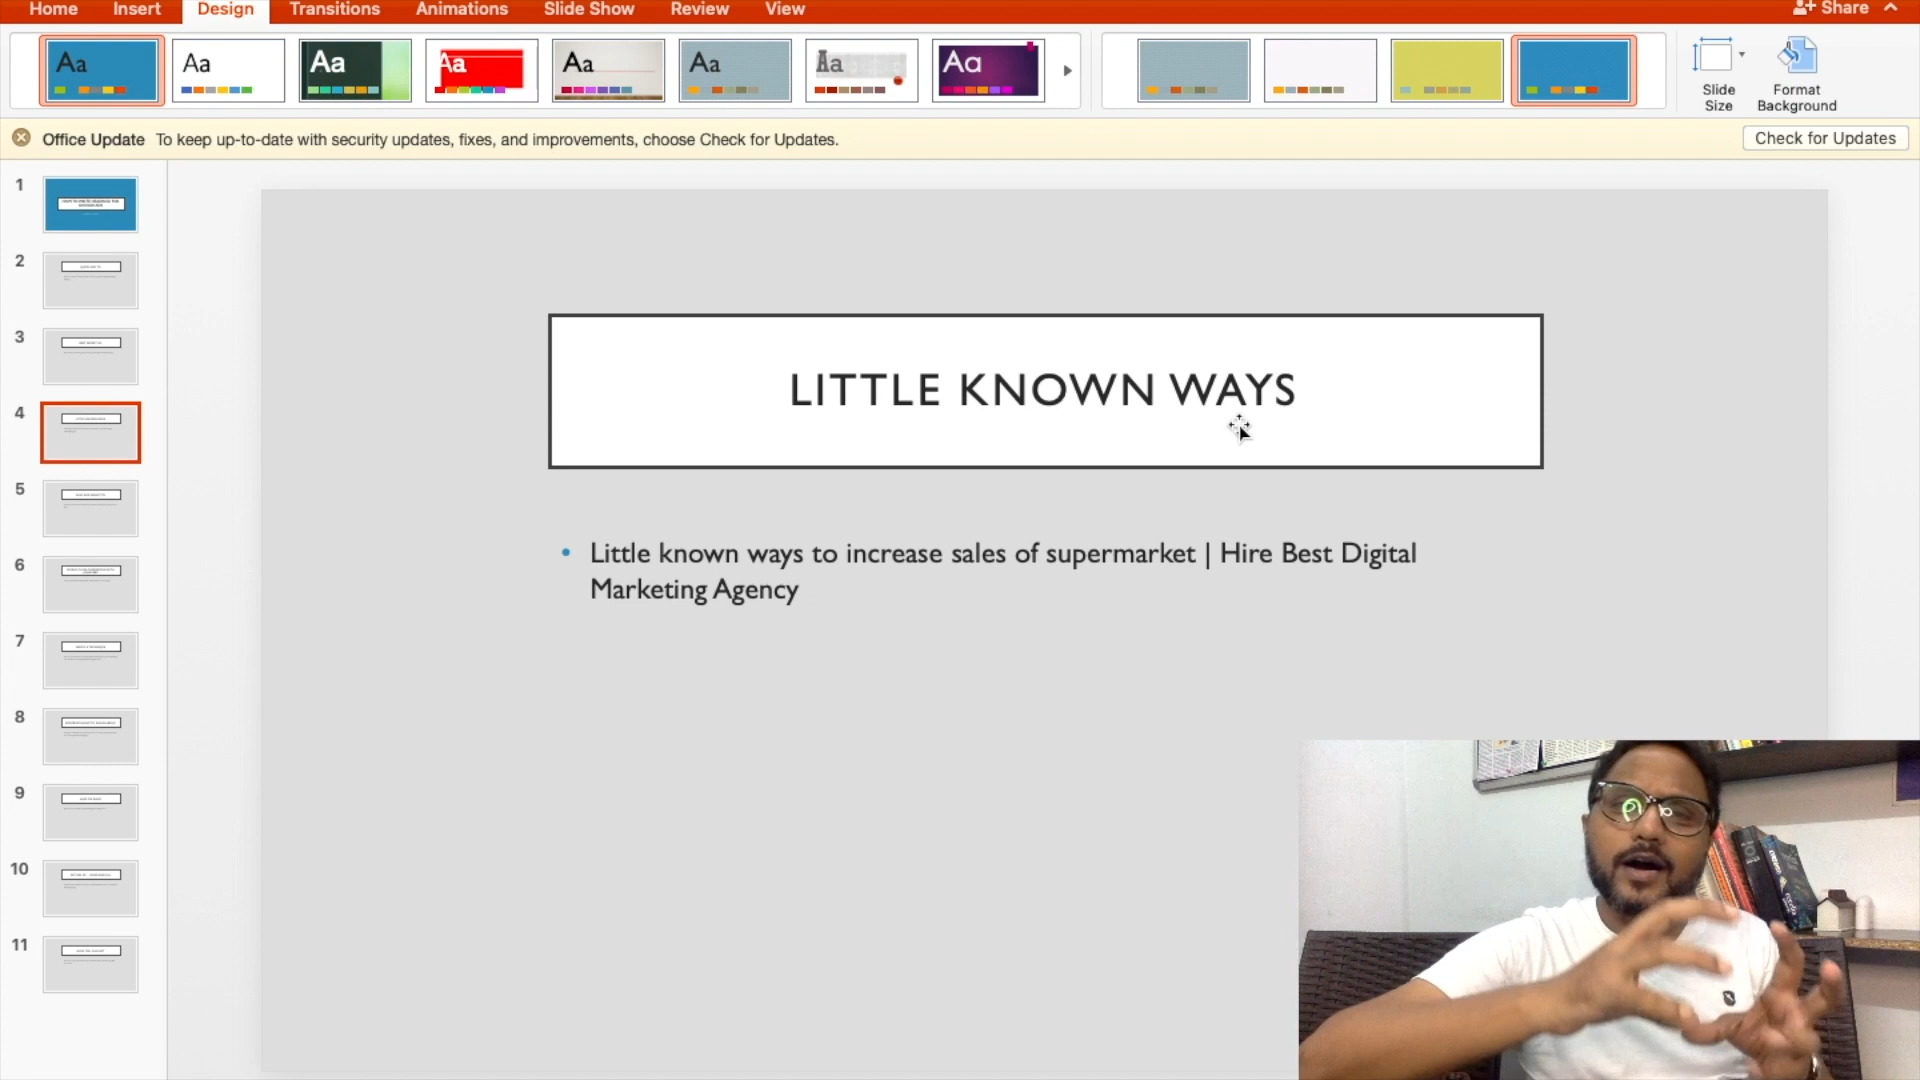 Home Insert Design Transitions Animations Slide Show Review View Share
Aa Aa Aa Aa Aa Aa Aa Aa
Slide
Size
Format
Background
Office Update To keep up-to-date with security updates, fixes, and improvements, choose Check for Updates.
Check for Updates
1
2
3
4
5
6
7
8
9
10
11
LITTLE KNOWN WAYS
• Little known ways to increase sales of supermarket | Hire Best Digital
Marketing Agency